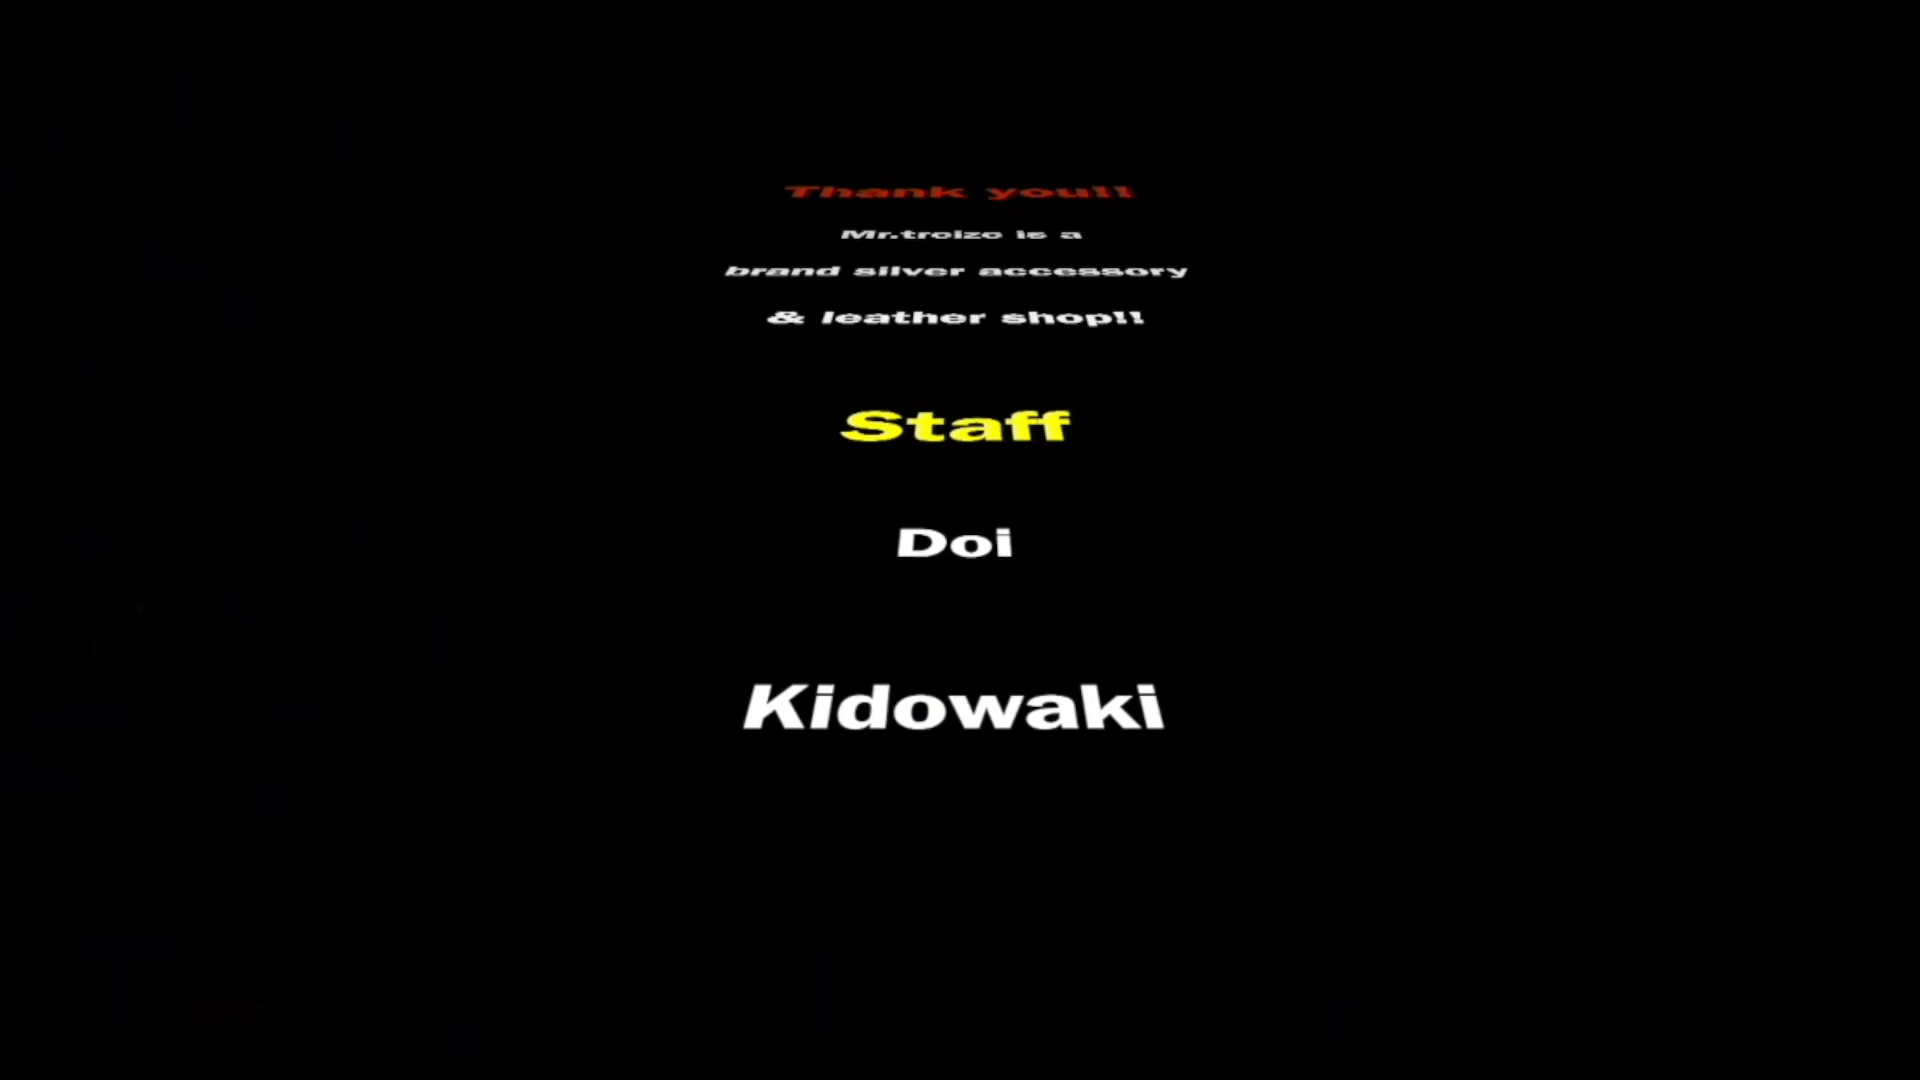 Thank you!!
Mr.troizo is a
brand silver accessory
& leather shop!!
Staff
Doi
Kidowaki